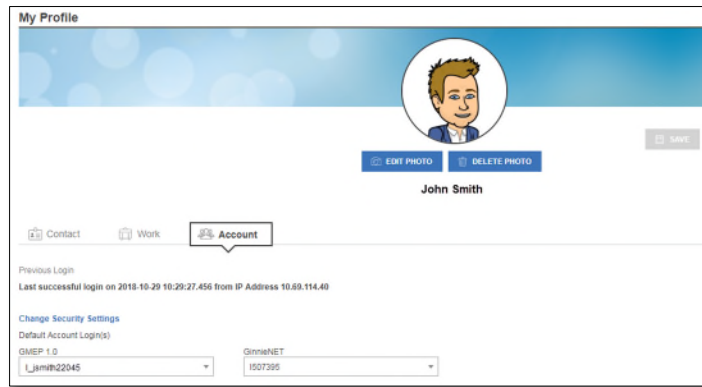 My Profile
EDIT PHOTO DELETE PHOTO
SAVE
John Smith
Contact Work Account
Previous Login
Last successful login on 2018-10-29 10:29:27.456 from IP Address 10.69.114.40
Change Security Settings
Default Account Login(s)
GMEP 1.0 GinnieNET
I_jsmith22045 I507395